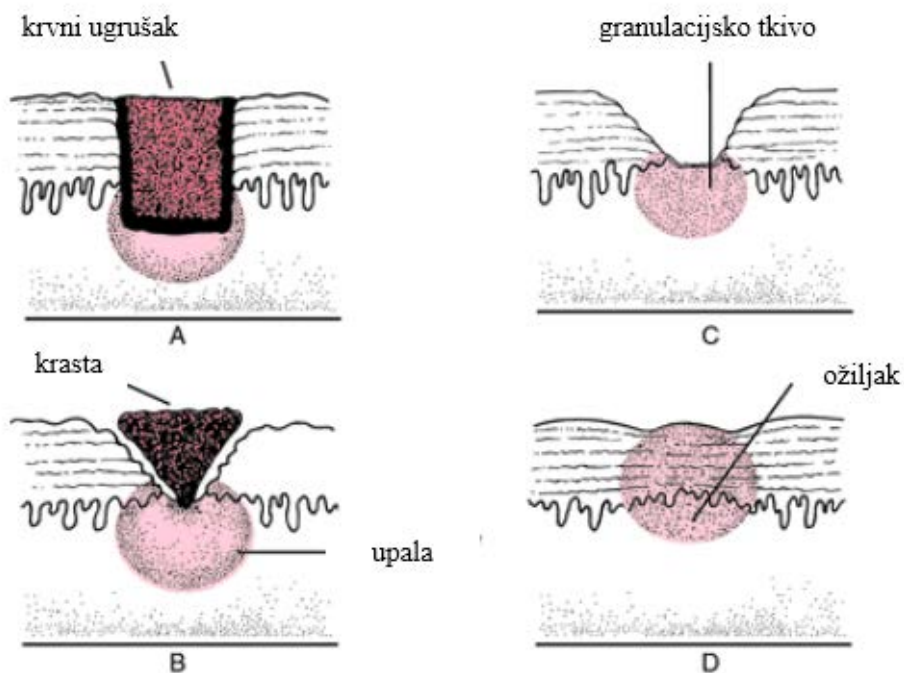 krvni ugrušak
granulacijsko tkivo
A
C
krasta
ožiljak
upala
B
D